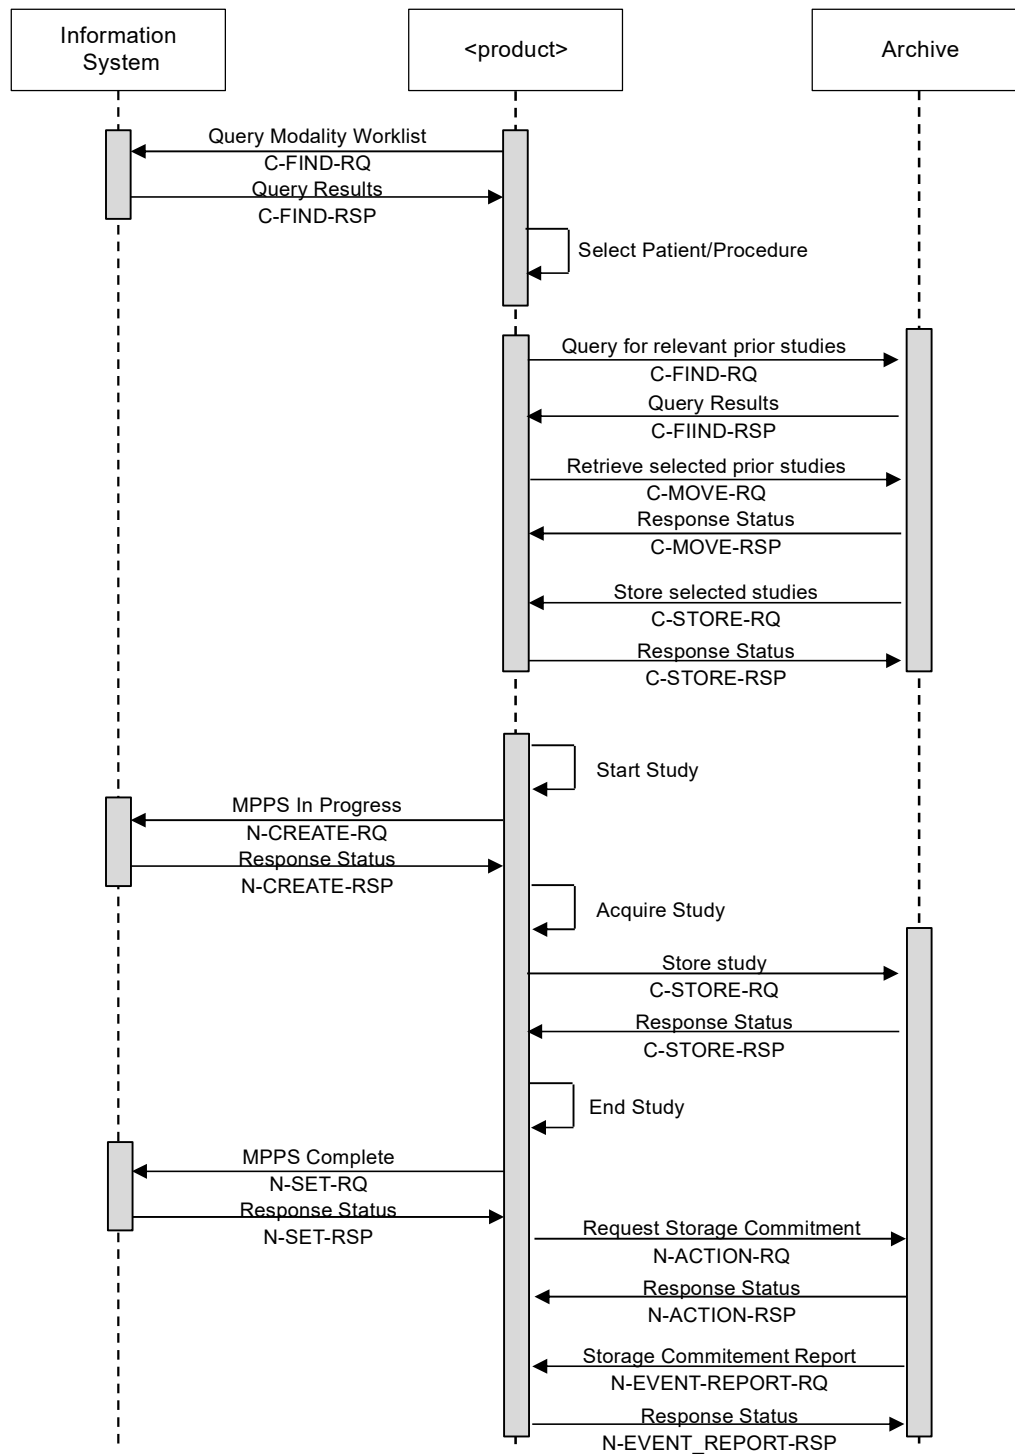 Information
System
<product>
Archive
Query Modality Worklist
C-FIND-RQ
Query Results
C-FIND-RSP
Select Patient/Procedure
Query for relevant prior studies
C-FIND-RQ
Query Results
C-FIIND-RSP
Retrieve selected prior studies
C-MOVE-RQ
Response Status
C-MOVE-RSP
Store selected studies
C-STORE-RQ
Response Status
C-STORE-RSP
Start Study
MPPS In Progress
N-CREATE-RQ
Response Status
N-CREATE-RSP
Acquire Study
Store study
C-STORE-RQ
Response Status
C-STORE-RSP
End Study
MPPS Complete
N-SET-RQ
Response Status
N-SET-RSP
Request Storage Commitment
N-ACTION-RQ
Response Status
N-ACTION-RSP
Storage Commitement Report
N-EVENT-REPORT-RQ
Response Status
N-EVENT_REPORT-RSP